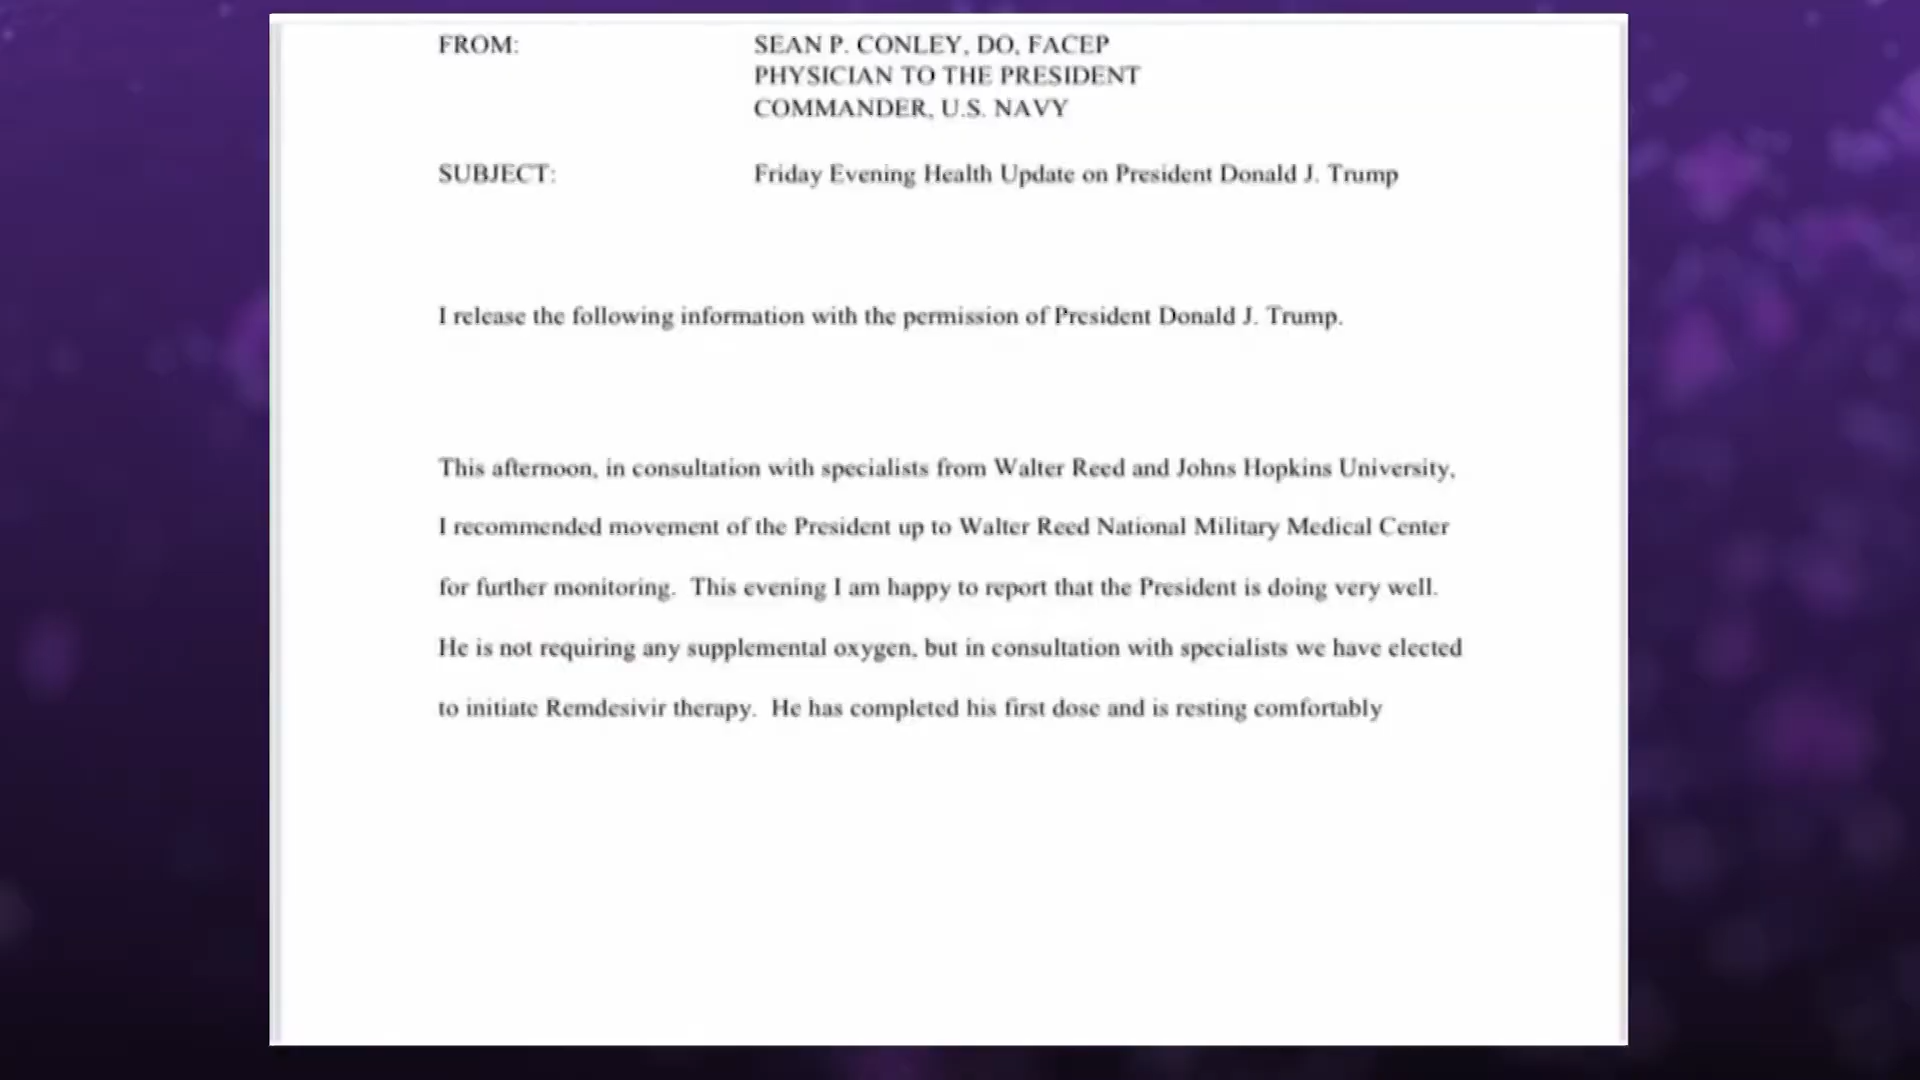 FROM: SEAN P. CONLEY, DO, FACEP
PHYSICIAN TO THE PRESIDENT
COMMANDER, U.S. NAVY
SUBJECT: Friday Evening Health Update on President Donald J. Trump
I release the following information with the permission of President Donald J. Trump.
This afternoon, in consultation with specialists from Walter Reed and Johns Hopkins University,
I recommended movement of the President up to Walter Reed National Military Medical Center
for further monitoring. This evening I am happy to report that the President is doing very well.
He is not requiring any supplemental oxygen, but in consultation with specialists we have elected
to initiate Remdesivir therapy. He has completed his first dose and is resting comfortably